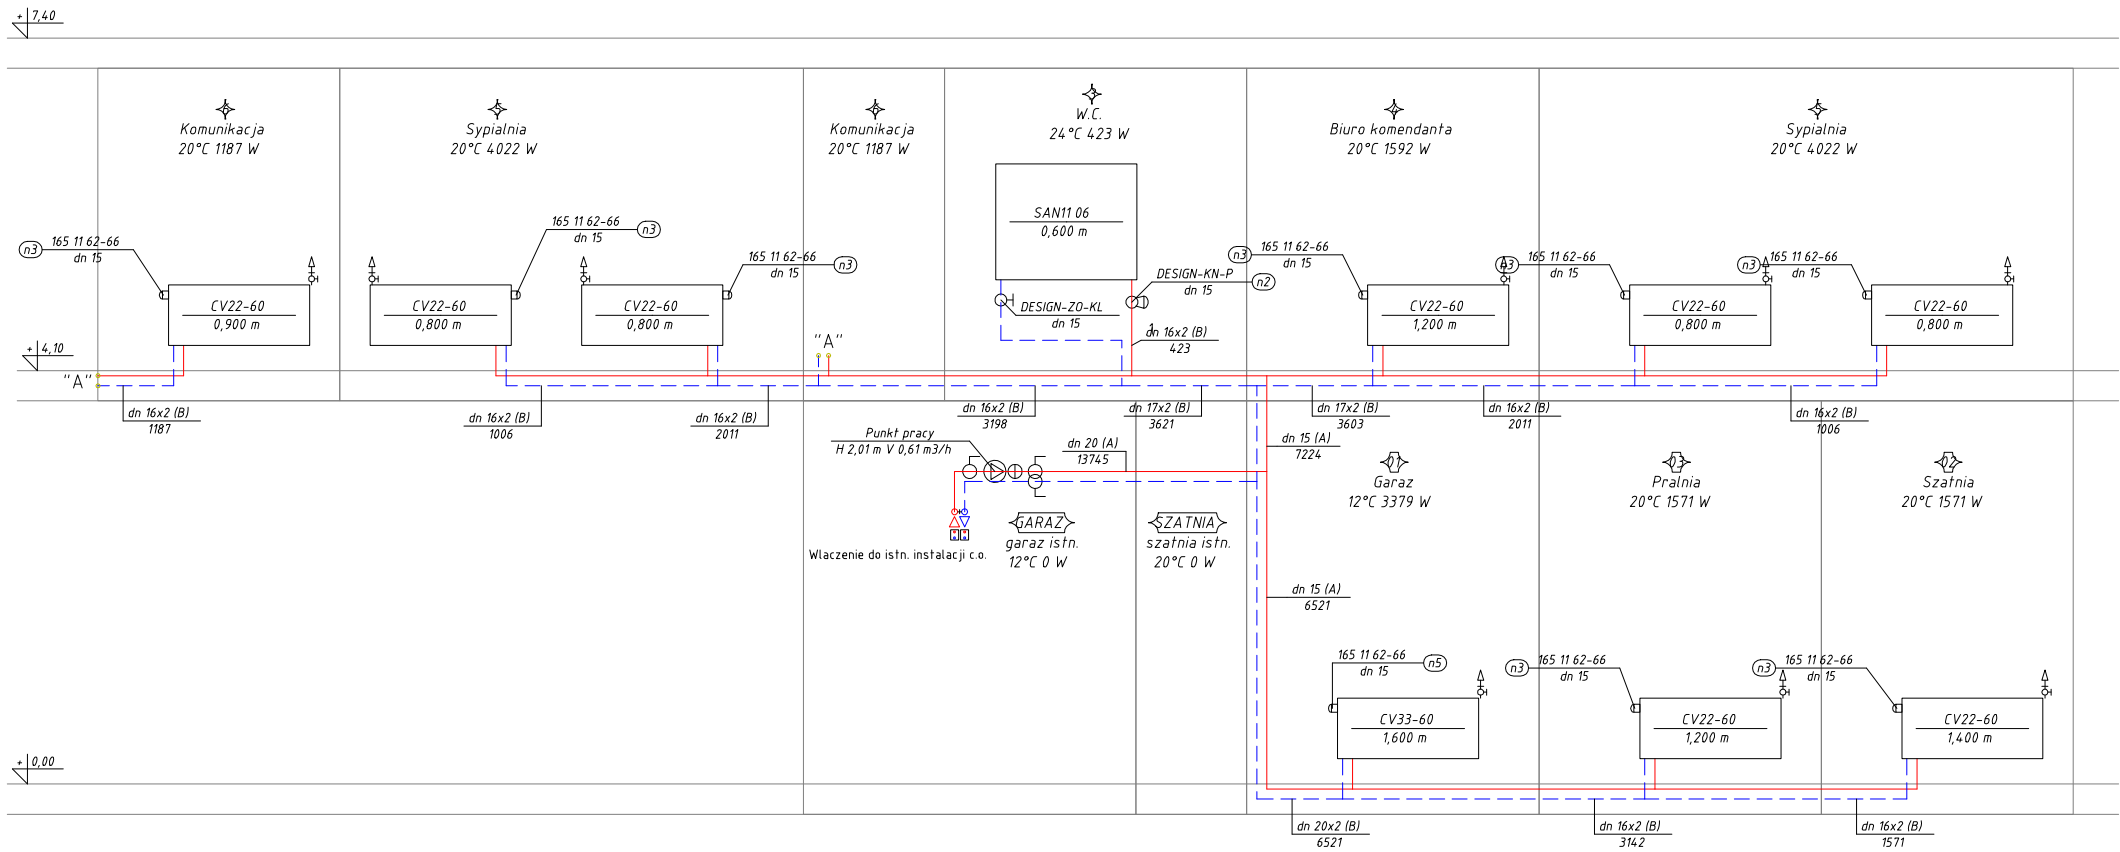 + 7,40
6
Komunikacja
20°C 1187 W
5
Sypialnia
20°C 4022 W
6
Komunikacja
20°C 1187 W
3
W.C.
24°C 423 W
4
Biuro komendanta
20°C 1592 W
5
Sypialnia
20°C 4022 W
n3
165 11 62-66
dn 15
165 11 62-66
dn 15
n3
165 11 62-66
dn 15
n3
SAN11 06
0,600 m
n3
165 11 62-66
dn 15
n3
165 11 62-66
dn 15
n3
165 11 62-66
dn 15
DESIGN-KN-P
dn 15
n2
DESIGN-ZO-KL
dn 15
CV22-60
0,900 m
CV22-60
0,800 m
CV22-60
0,800 m
CV22-60
1,200 m
CV22-60
0,800 m
CV22-60
0,800 m
1
dn 16x2 (B)
423
+ 4,10
"A"
"A"
dn 16x2 (B)
1187
dn 16x2 (B)
1006
dn 16x2 (B)
2011
dn 16x2 (B)
3198
dn 17x2 (B)
3621
dn 17x2 (B)
3603
dn 16x2 (B)
2011
dn 16x2 (B)
1006
Punkt pracy
H 2,01 m V 0,61 m3/h
dn 20 (A)
13745
dn 15 (A)
7224
01
Garaz
12°C 3379 W
03
Pralnia
20°C 1571 W
02
Szatnia
20°C 1571 W
GARAZ
garaz istn.
12°C 0 W
SZATNIA
szatnia istn.
20°C 0 W
Wlaczenie do istn. instalacji c.o.
dn 15 (A)
6521
165 11 62-66
dn 15
n5
n3
165 11 62-66
dn 15
n3
165 11 62-66
dn 15
CV33-60
1,600 m
CV22-60
1,200 m
CV22-60
1,400 m
+ 0,00
dn 20x2 (B)
6521
dn 16x2 (B)
3142
dn 16x2 (B)
1571